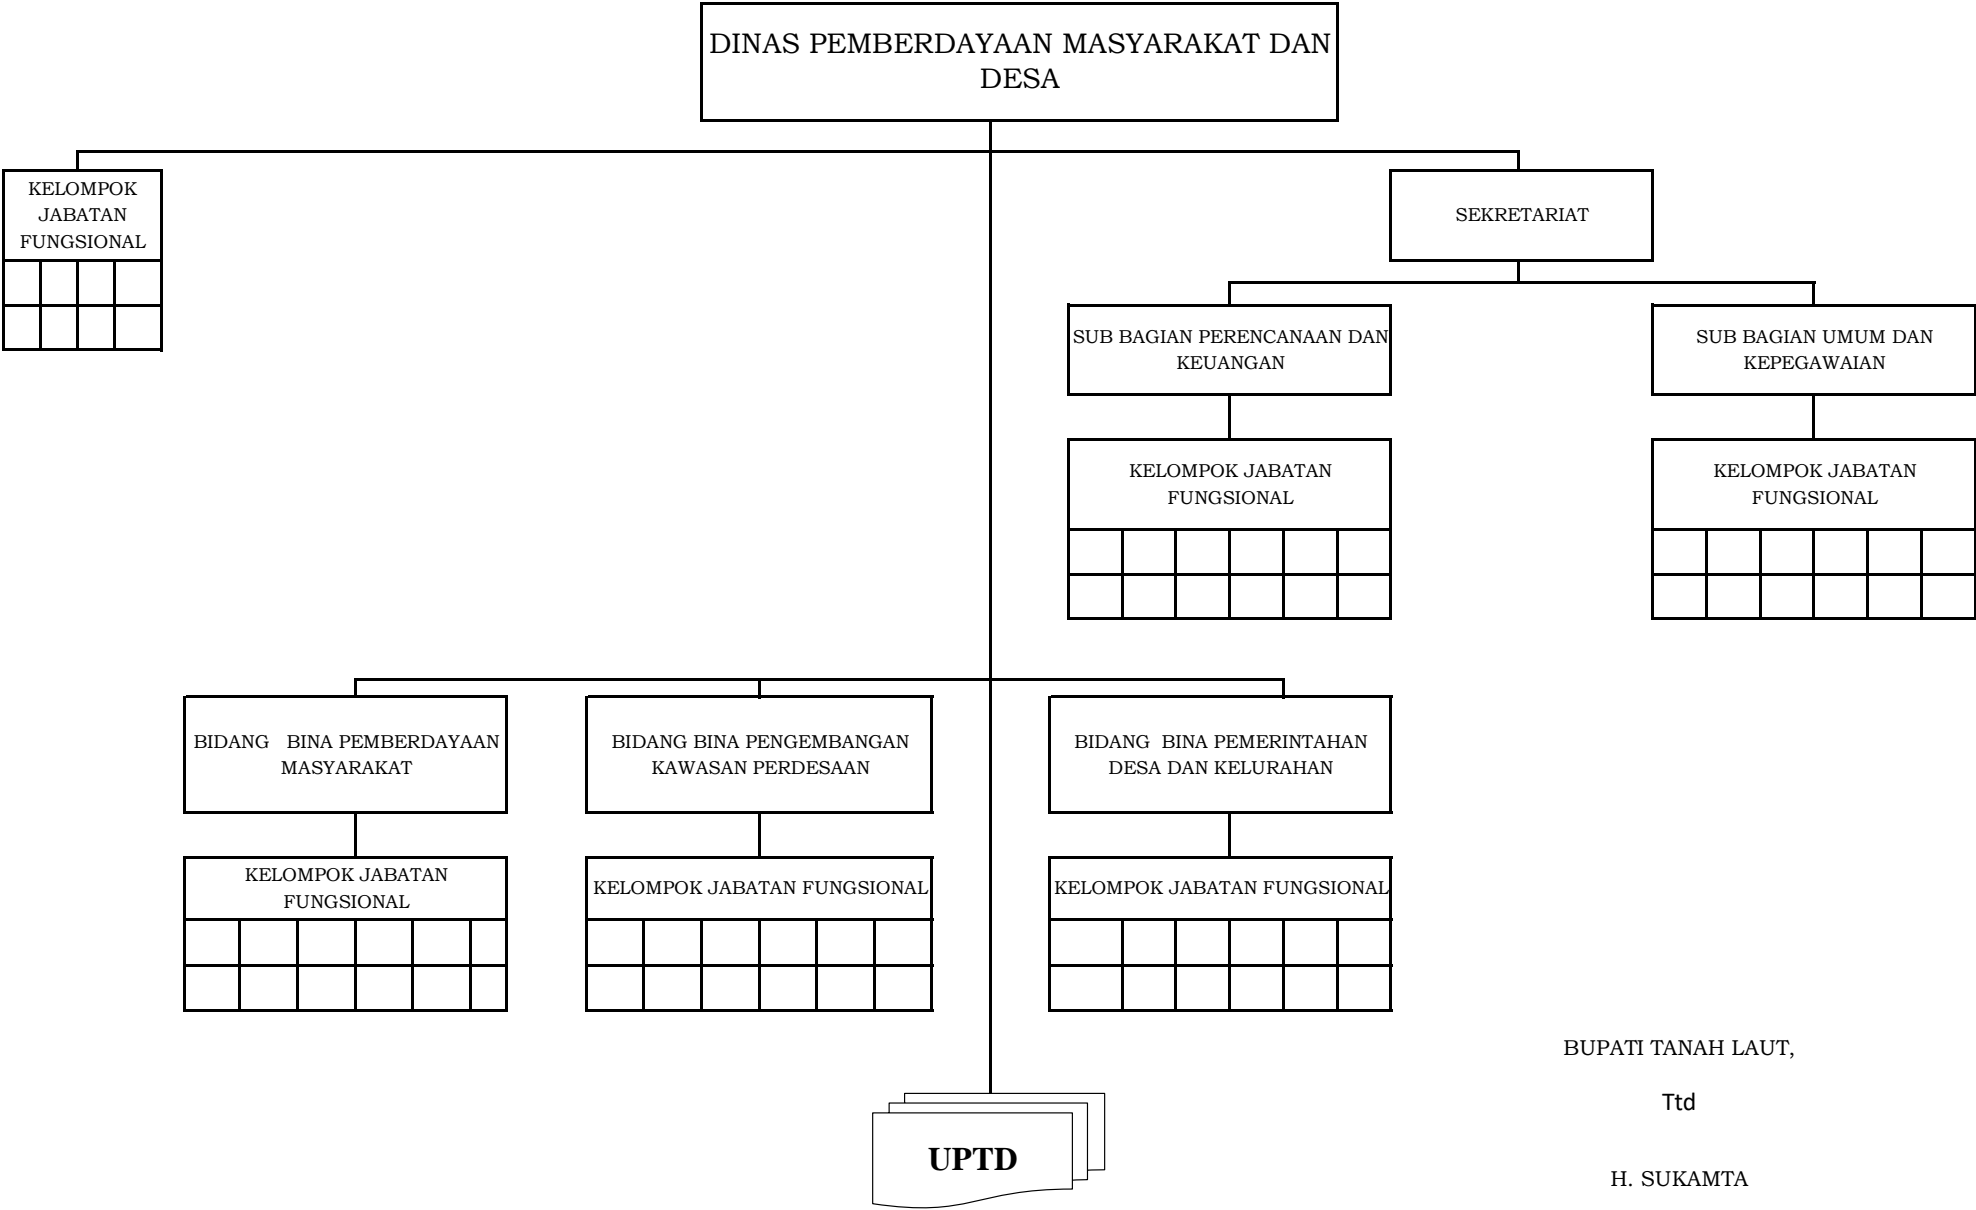 DINAS PEMBERDAYAAN MASYARAKAT DAN
DESA
KELOMPOK
JABATAN
FUNGSIONAL
SEKRETARIAT
SUB BAGIAN PERENCANAAN DAN
KEUANGAN
SUB BAGIAN UMUM DAN
KEPEGAWAIAN
KELOMPOK JABATAN
FUNGSIONAL
KELOMPOK JABATAN
FUNGSIONAL
BIDANG BINA PEMBERDAYAAN
MASYARAKAT
BIDANG BINA PENGEMBANGAN
KAWASAN PERDESAAN
BIDANG BINA PEMERINTAHAN
DESA DAN KELURAHAN
KELOMPOK JABATAN
FUNGSIONAL
KELOMPOK JABATAN FUNGSIONAL
KELOMPOK JABATAN FUNGSIONAL
BUPATI TANAH LAUT,
Ttd
UPTD
H. SUKAMTA